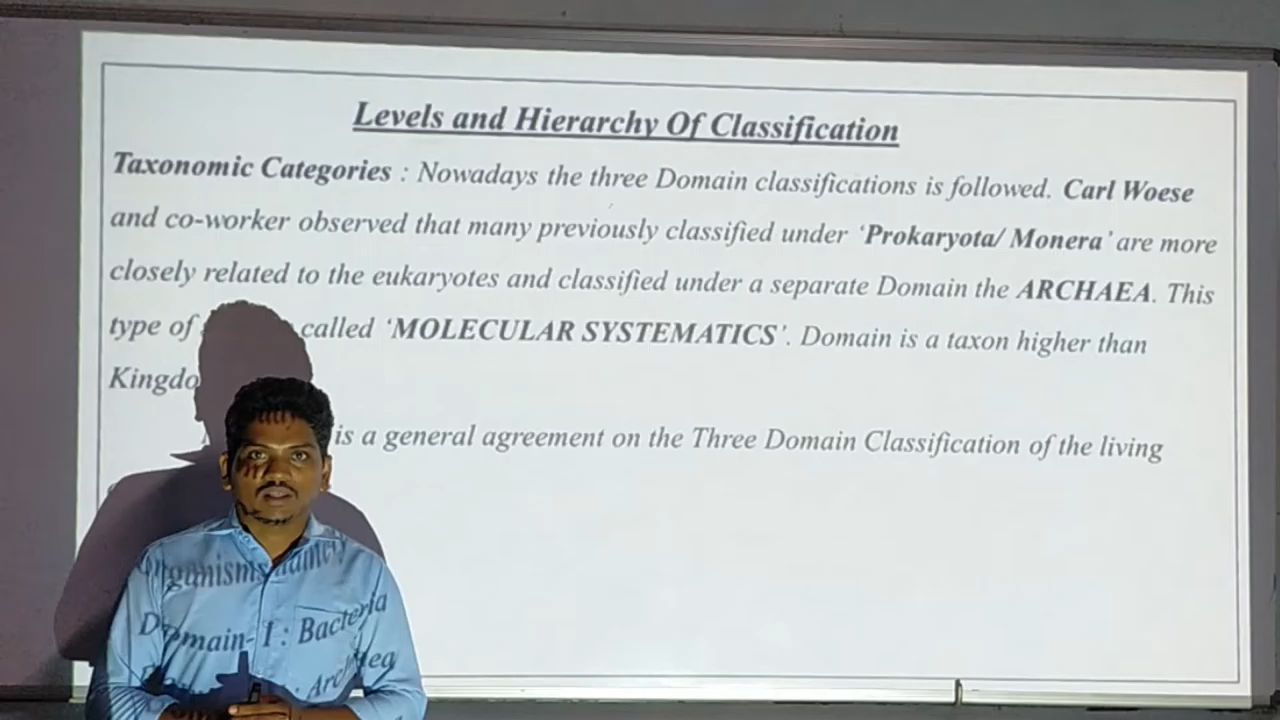 Levels and Hierarchy Of Classification
Taxonomic Categories : Nowadays the three Domain classifications is followed. Carl Woese
and co-worker observed that many previously classified under ‘Prokaryota/ Monera’ are more
closely related to the eukaryotes and classified under a separate Domain the ARCHAEA. This
type of called ‘MOLECULAR SYSTEMATICS’. Domain is a taxon higher than
Kingdo
is a general agreement on the Three Domain Classification of the living
Organisms
Domain- I : Bacteria